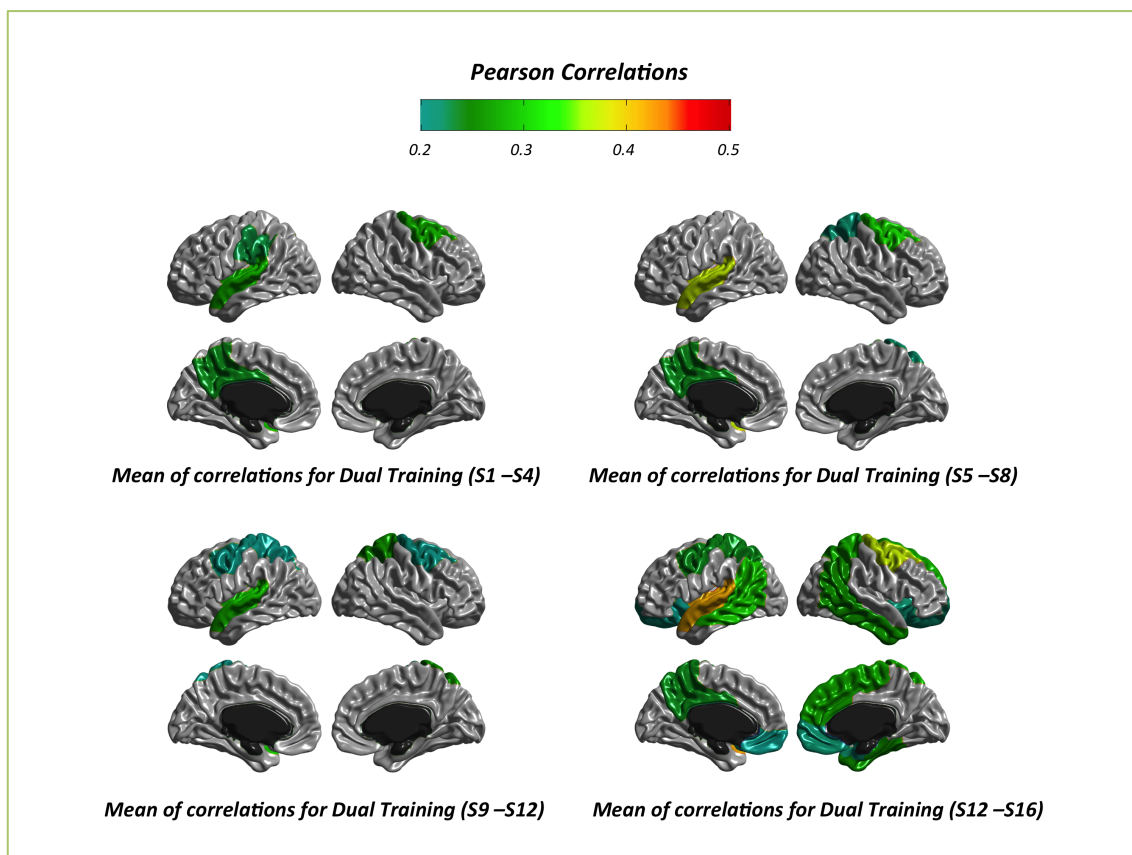 Pearson Correlations
0.2 0.3 0.4 0.5
Mean of correlations for Dual Training (S1 –S4)
Mean of correlations for Dual Training (S5 –S8)
Mean of correlations for Dual Training (S9 –S12)
Mean of correlations for Dual Training (S12 –S16)